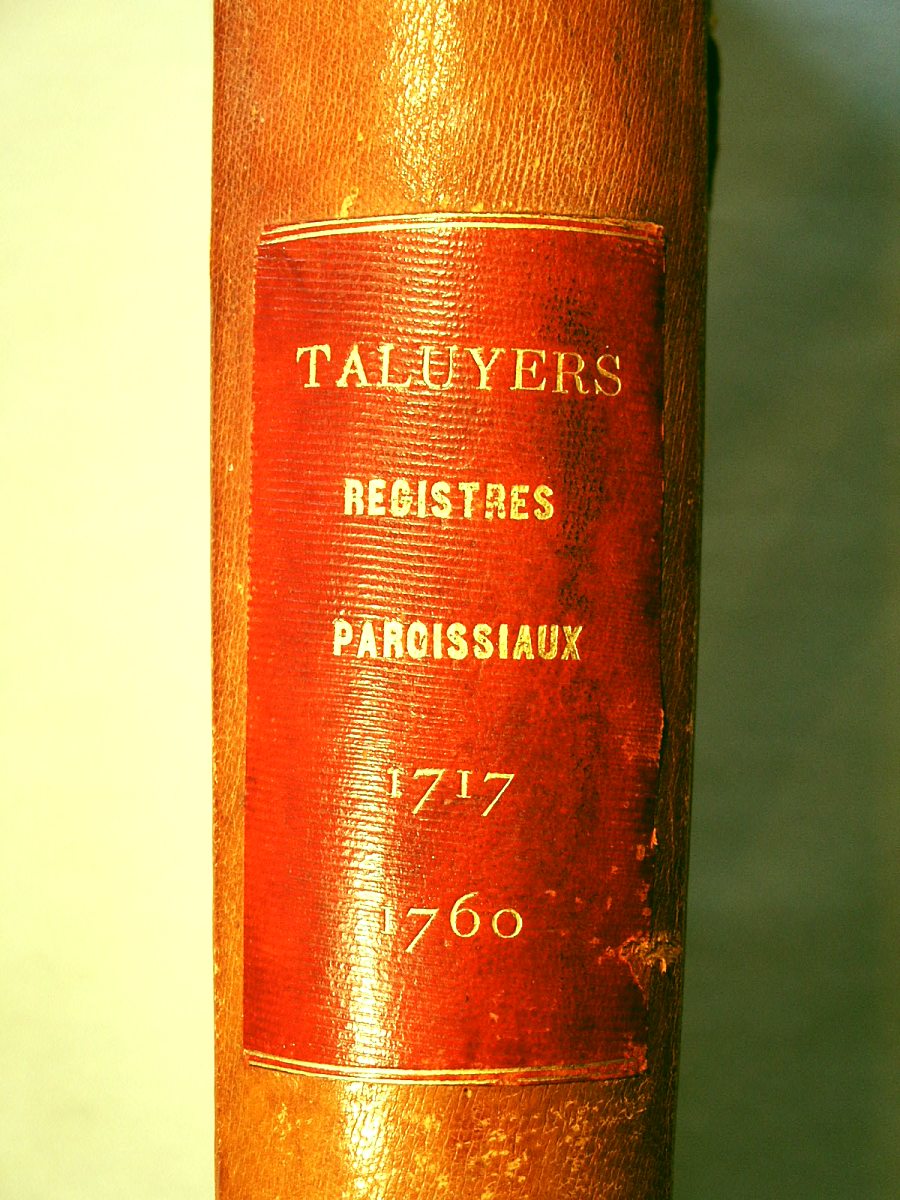 TALUYERS
REGISTRES
PAROISSIAUX
1717
1760